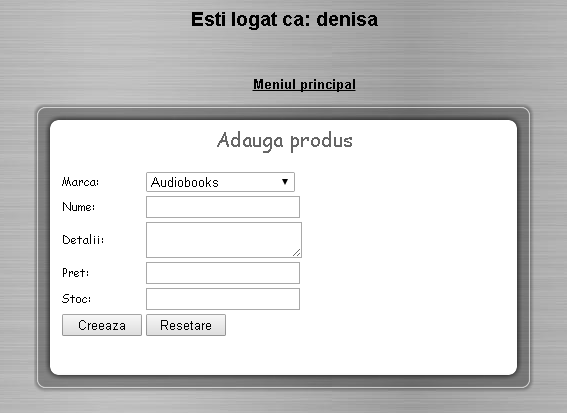 Esti logat ca: denisa
Meniul principal
Adauga produs
Marca: Audiobooks
Nume:
Detalii:
Pret:
Stoc:
Creeaza Resetare